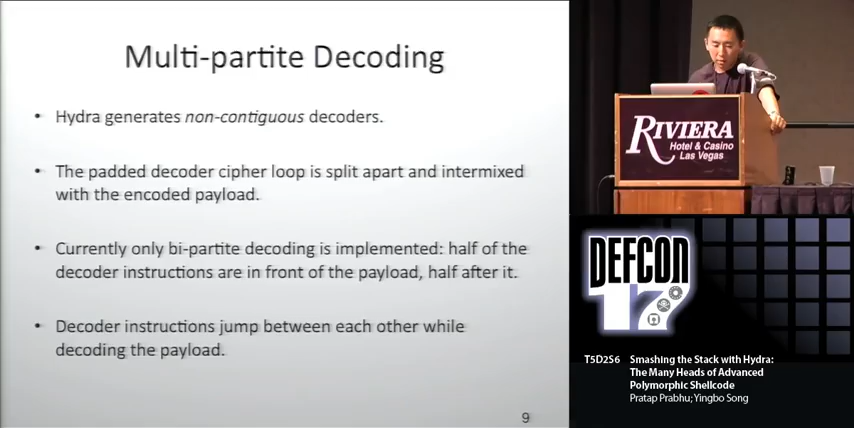 Multi-partite Decoding
• Hydra generates non-contiguous decoders.
• The padded decoder cipher loop is split apart and intermixed
with the encoded payload.
• Currently only bi-partite decoding is implemented: half of the
decoder instructions are in front of the payload, half after it.
• Decoder instructions jump between each other while
decoding the payload.
9
RIVIERA
Hotel & Casino
Las Vegas
DEFCON
17
T5D2S6 Smashing the Stack with Hydra:
The Many Heads of Advanced
Polymorphic Shellcode
Pratap Prabhu; Yingbo Song